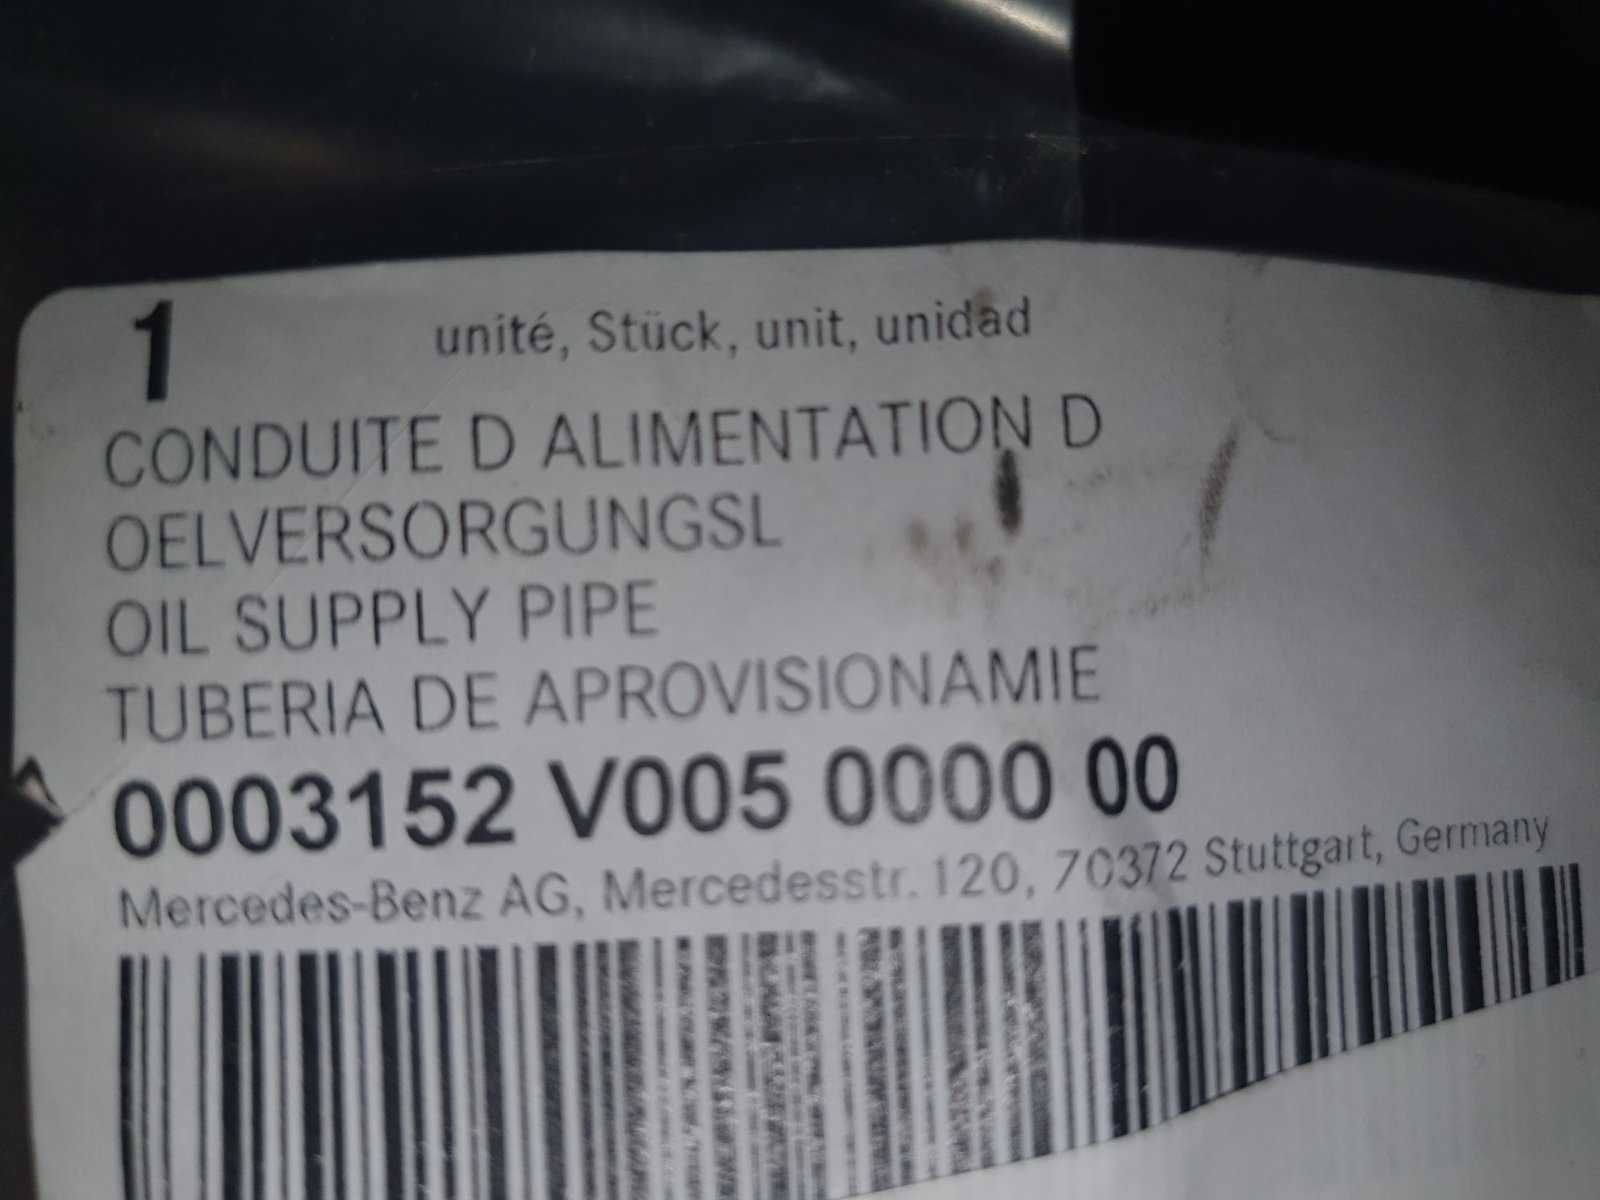 1 unité, Stück, unit, unidad
CONDUITE D ALIMENTATION D
OELVERSORGUNGSL
OIL SUPPLY PIPE
TUBERIA DE APROVISIONAMIE
0003152 V005 0000 00
Mercedes-Benz AG, Mercedesstr. 120, 70372 Stuttgart, Germany